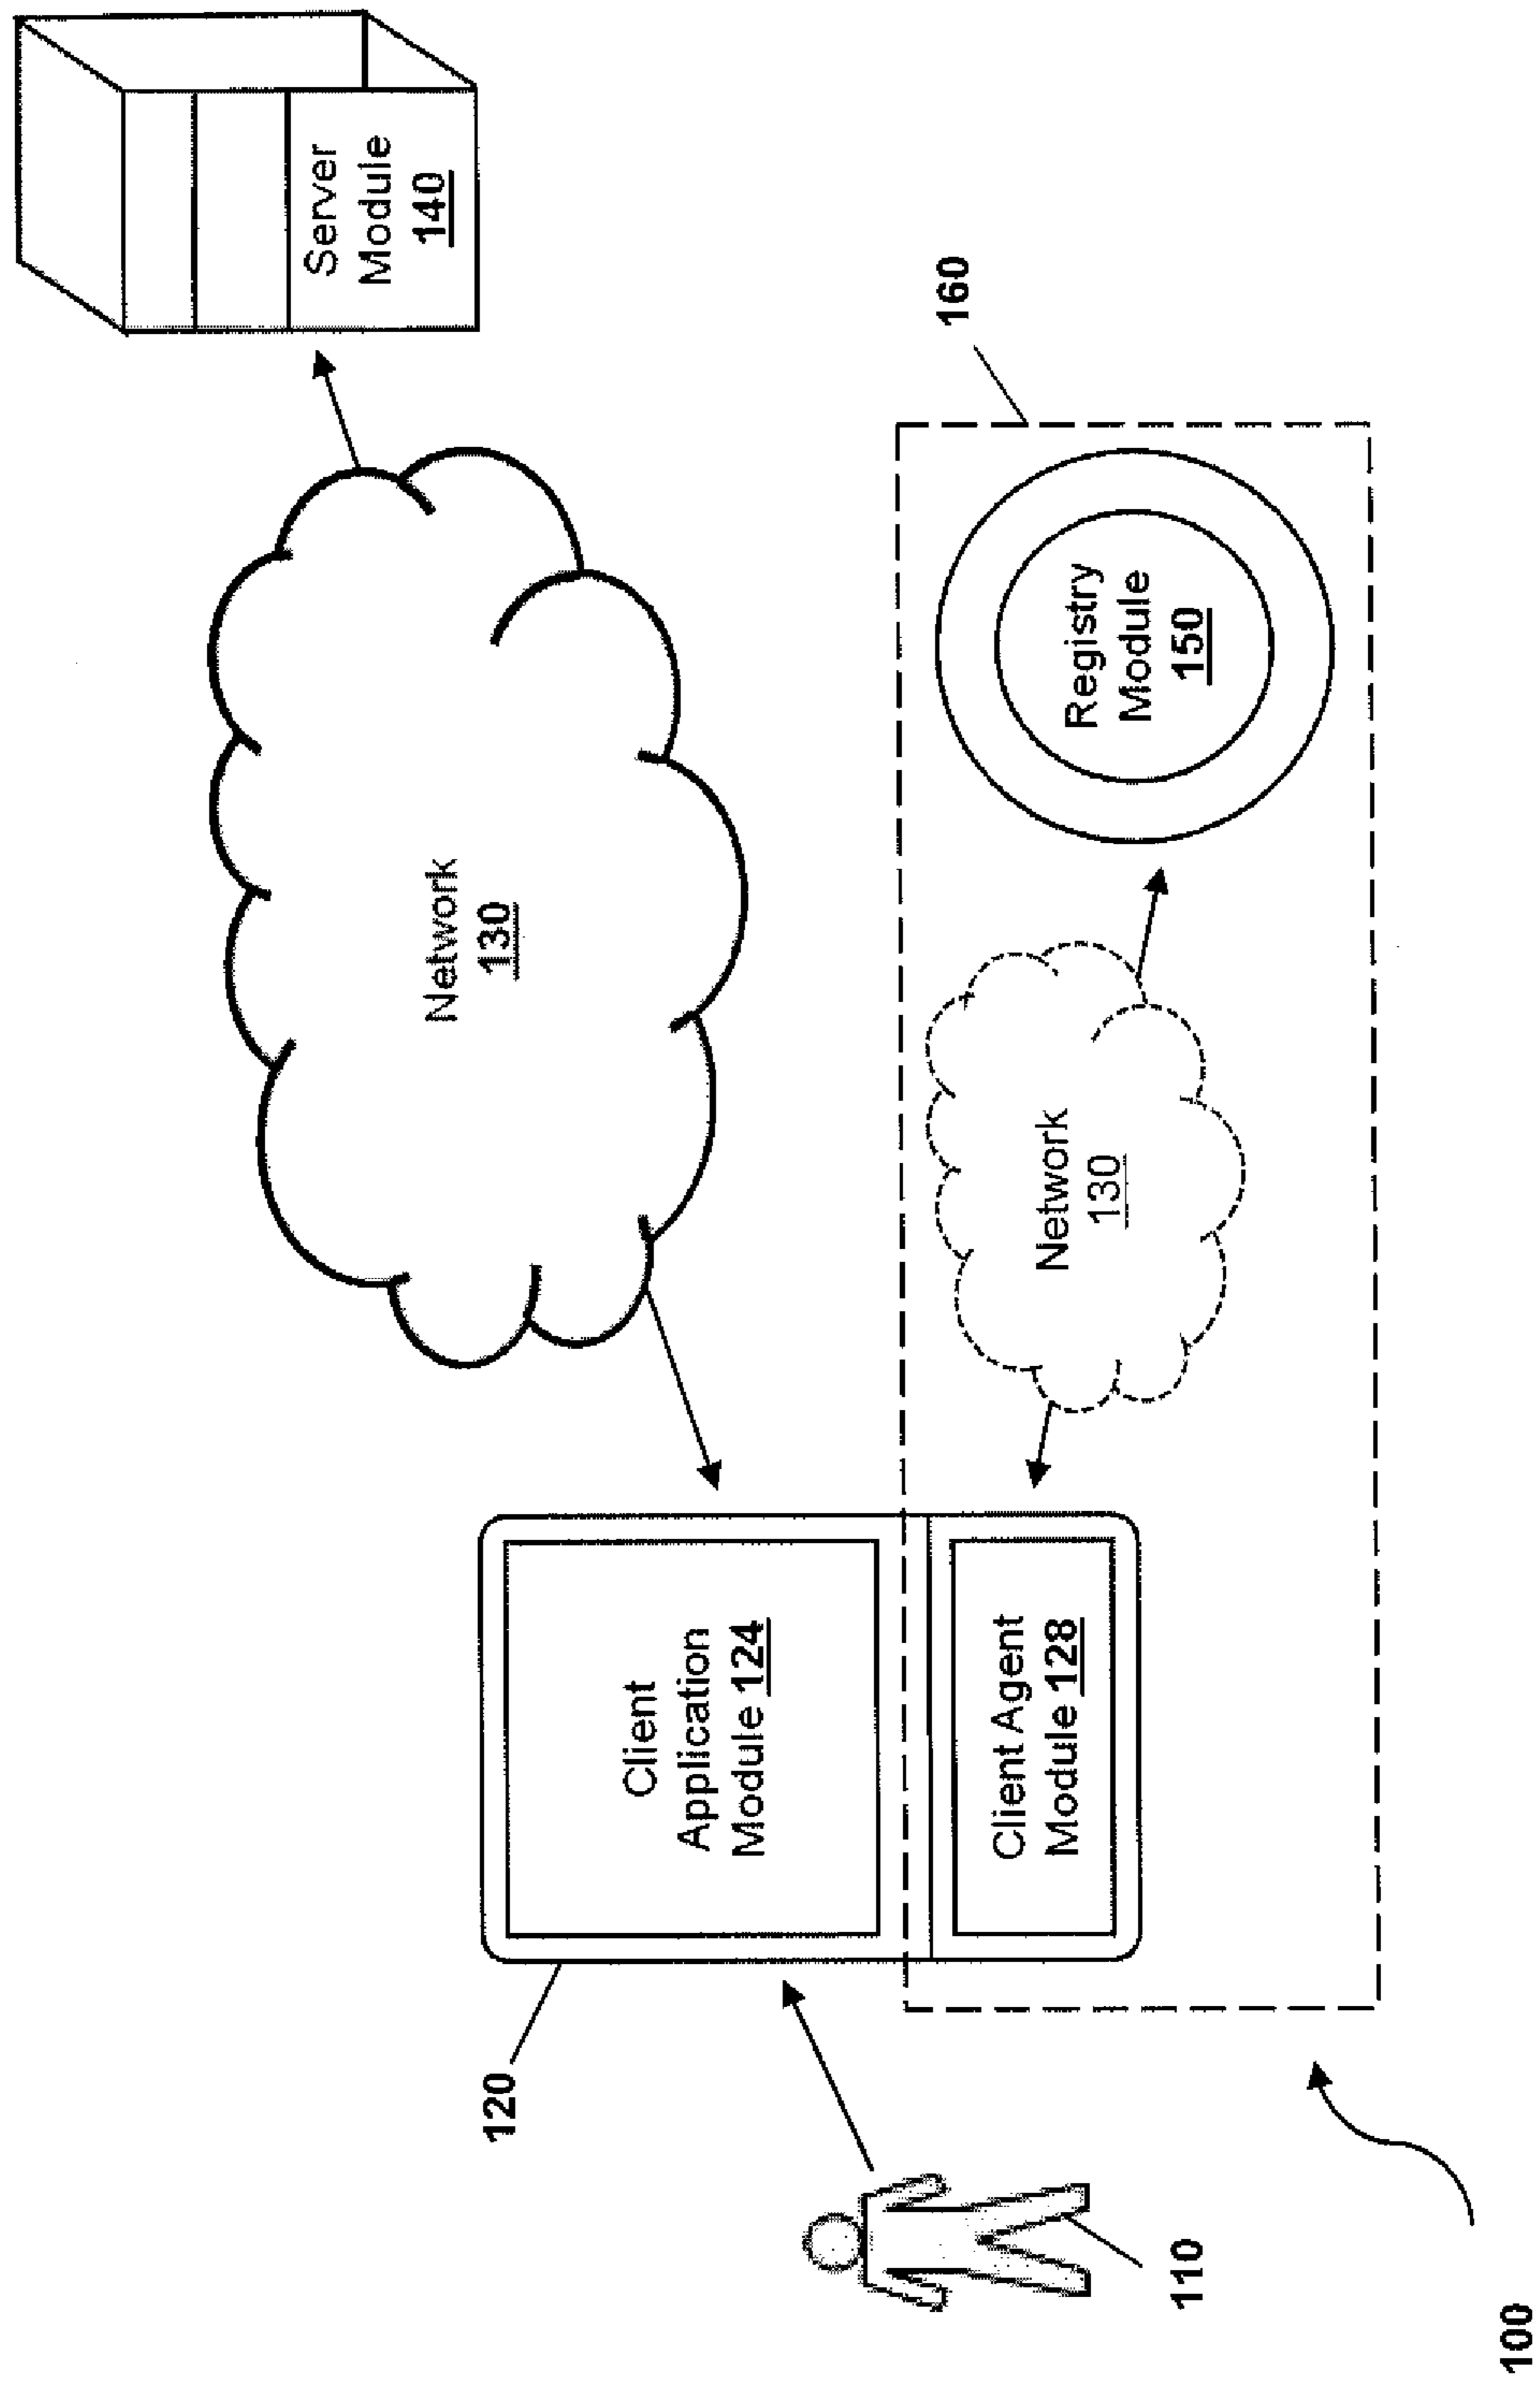 Server
Module
140
Network
130
160
Registry
Module
150
Network
130
120
Client
Application
Module 124
Client Agent
Module 128
110
100